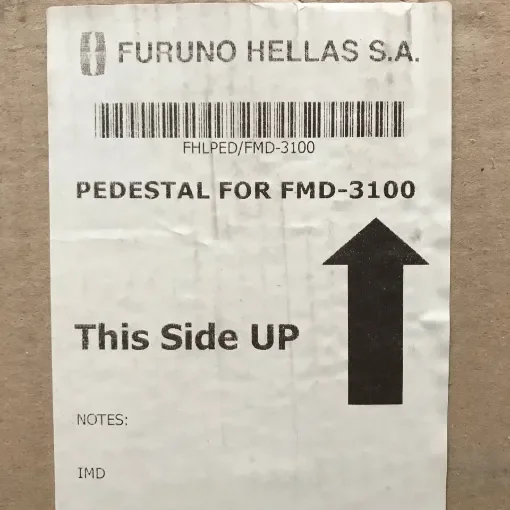 FURUNO HELLAS S.A.
FHLPED/FMD-3100
PEDESTAL FOR FMD-3100
This Side UP
NOTES:
IMD